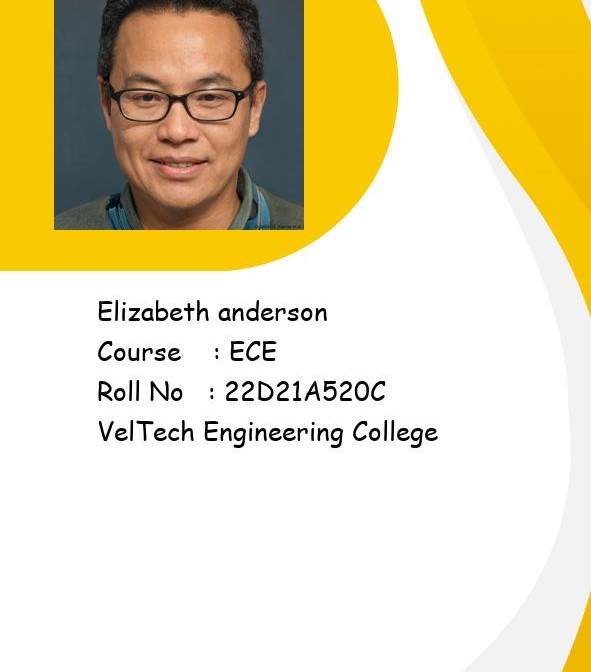 Elizabeth anderson
Course : ECE
Roll No : 22D21A520C
VelTech Engineering College